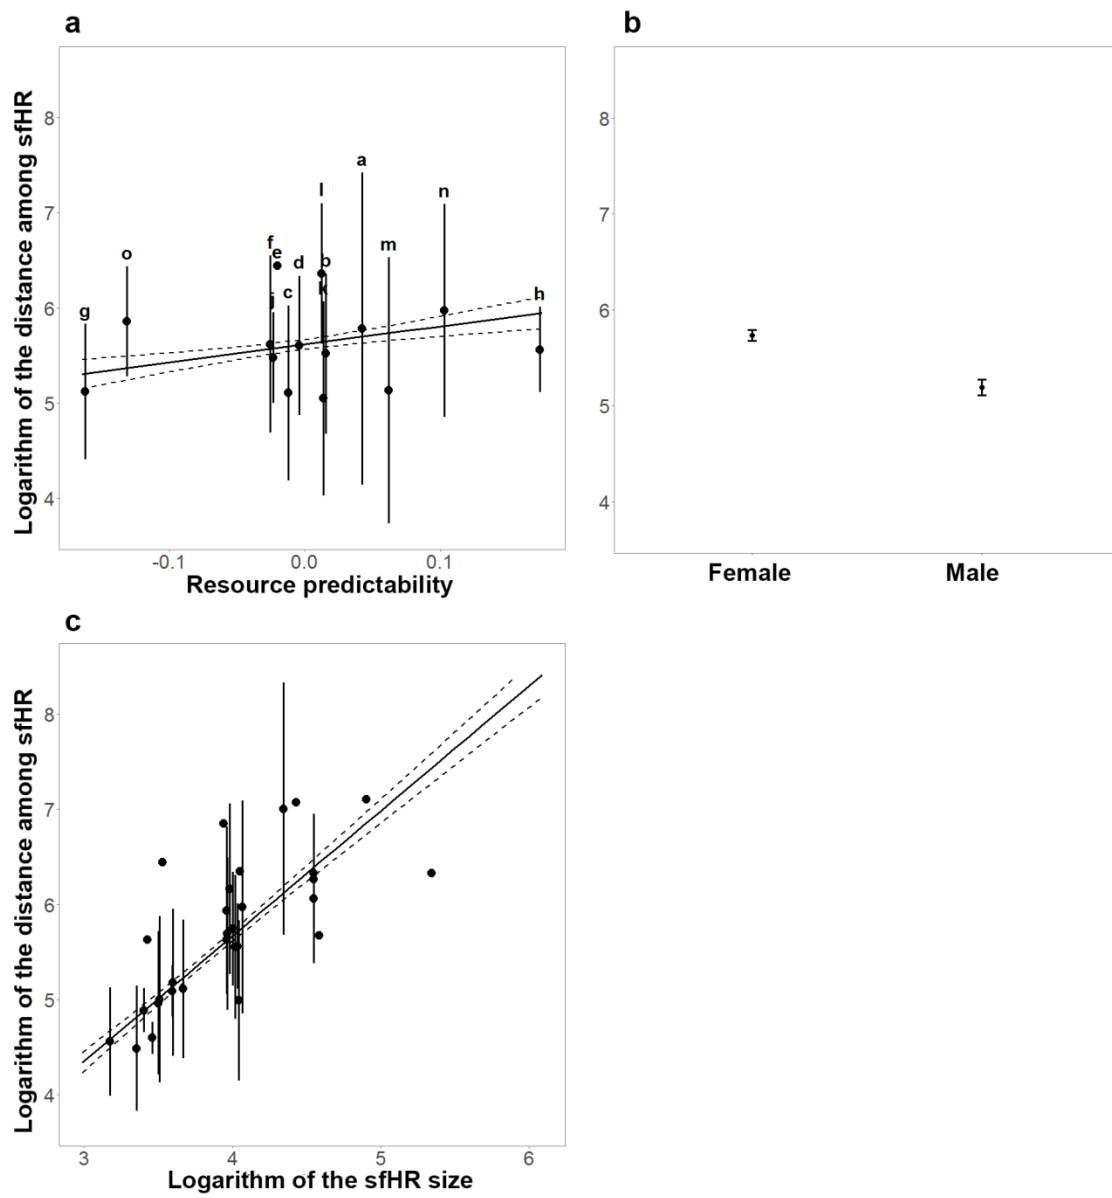 a
Logarithm of the distance among sfHR
8
7
6
5
4
g
o
f
e
j
c
d
l
b
k
a
m
n
h
-0.1 0.0 0.1
Resource predictability
b
8
7
6
5
4
Female Male
c
Logarithm of the distance among sfHR
8
7
6
5
4
3 4 5 6
Logarithm of the sfHR size